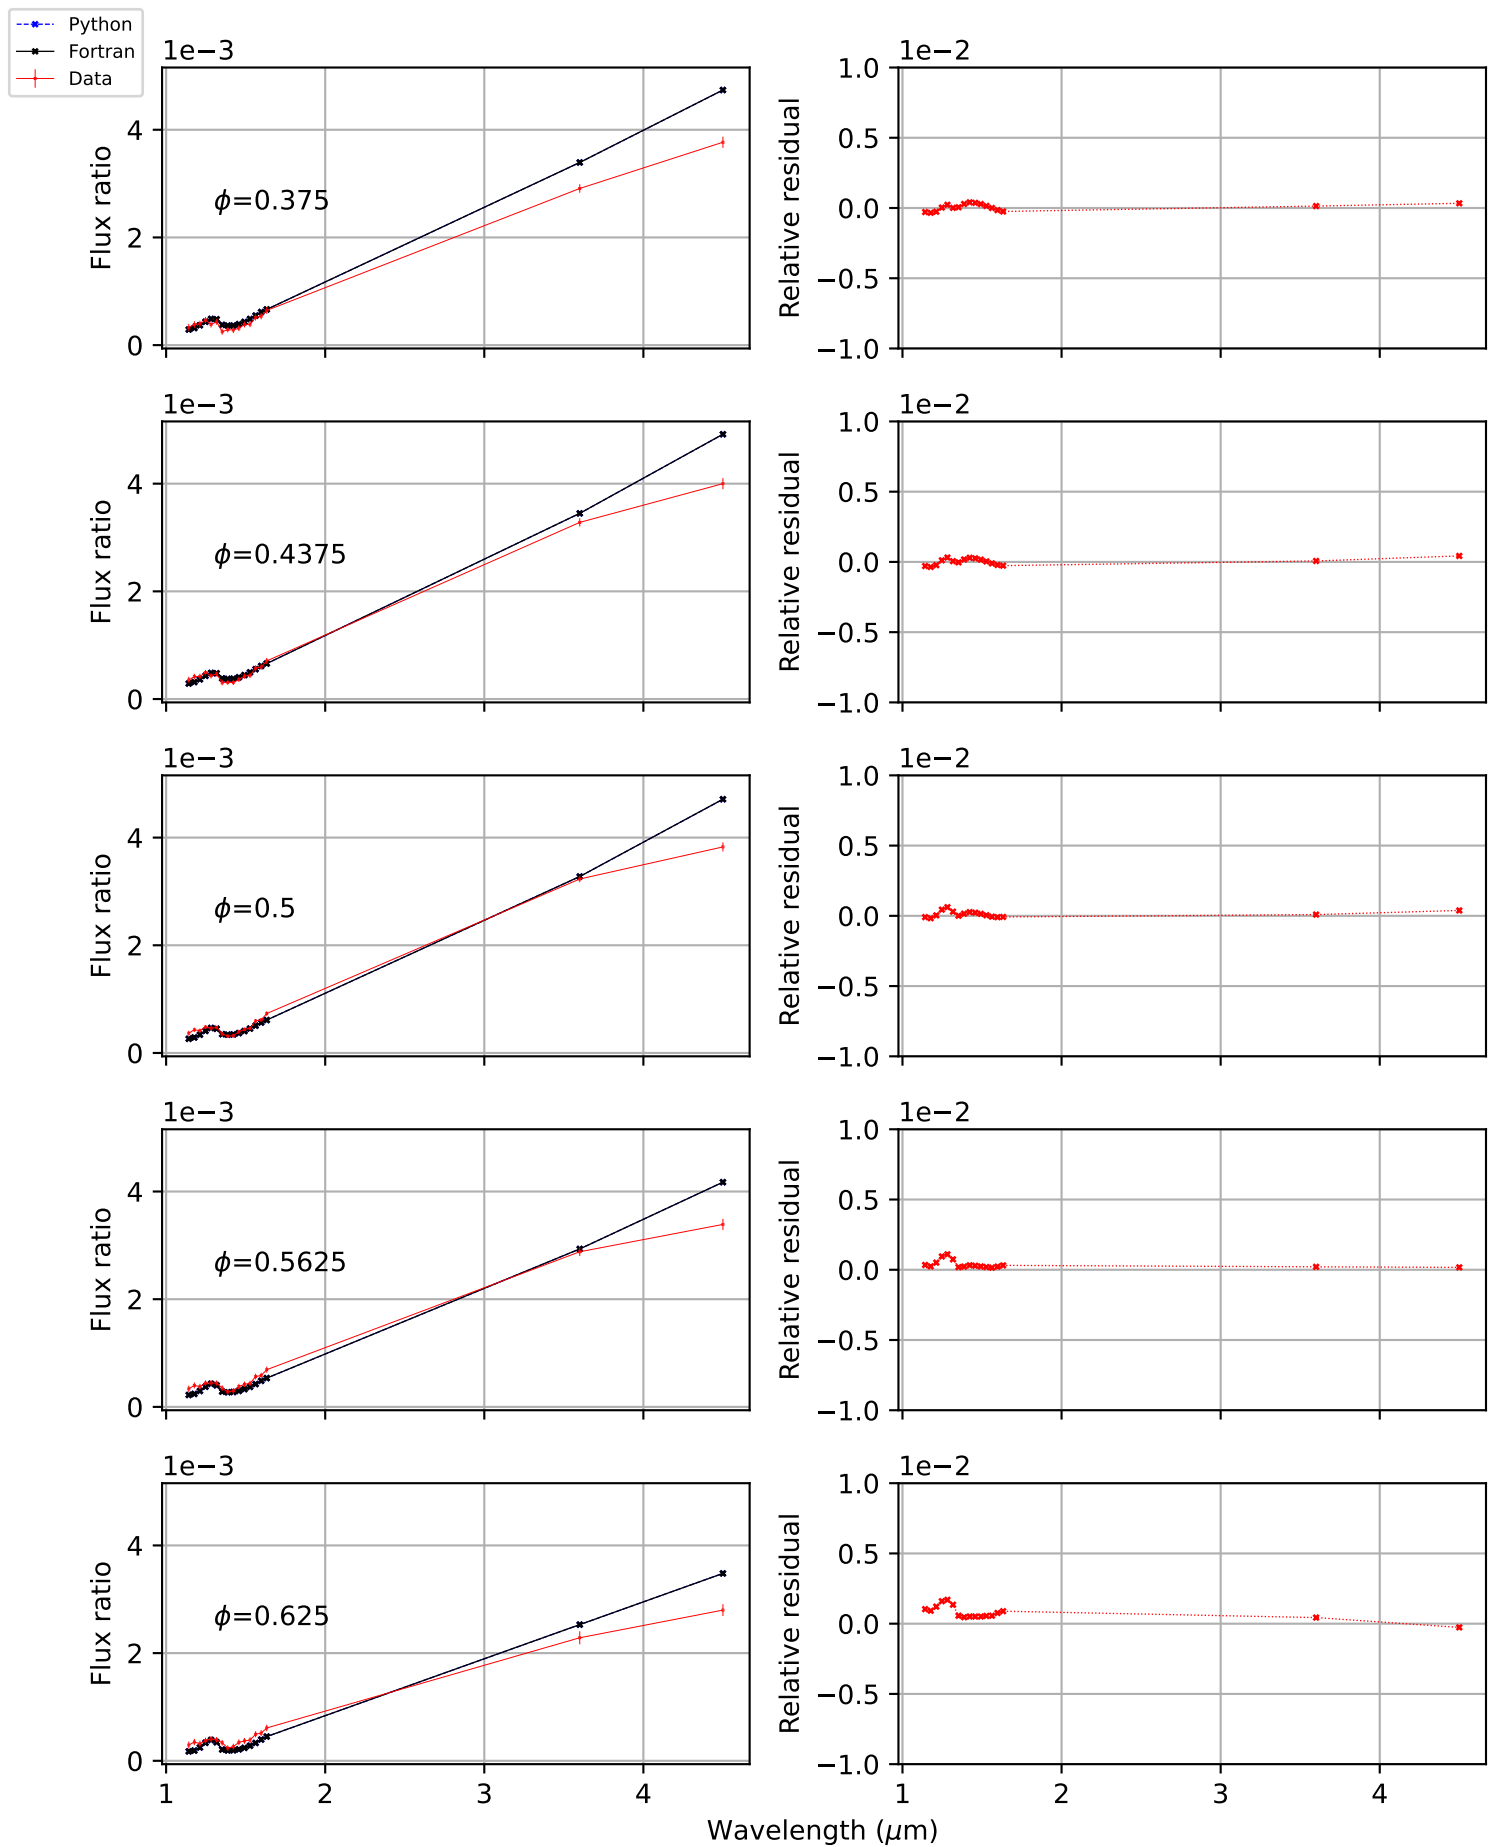 Python
Fortran
Data
1e−3
Flux ratio
4
2
0
ϕ=0.375
1e−2
Relative residual
1.0
0.5
0.0
−0.5
−1.0
1e−3
Flux ratio
4
2
0
ϕ=0.4375
1e−2
Relative residual
1.0
0.5
0.0
−0.5
−1.0
1e−3
Flux ratio
4
2
0
ϕ=0.5
1e−2
Relative residual
1.0
0.5
0.0
−0.5
−1.0
1e−3
Flux ratio
4
2
0
ϕ=0.5625
1e−2
Relative residual
1.0
0.5
0.0
−0.5
−1.0
1e−3
Flux ratio
4
2
0
ϕ=0.625
1 2 3 4
1e−2
Relative residual
1.0
0.5
0.0
−0.5
−1.0
1 2 3 4
Wavelength (μm)